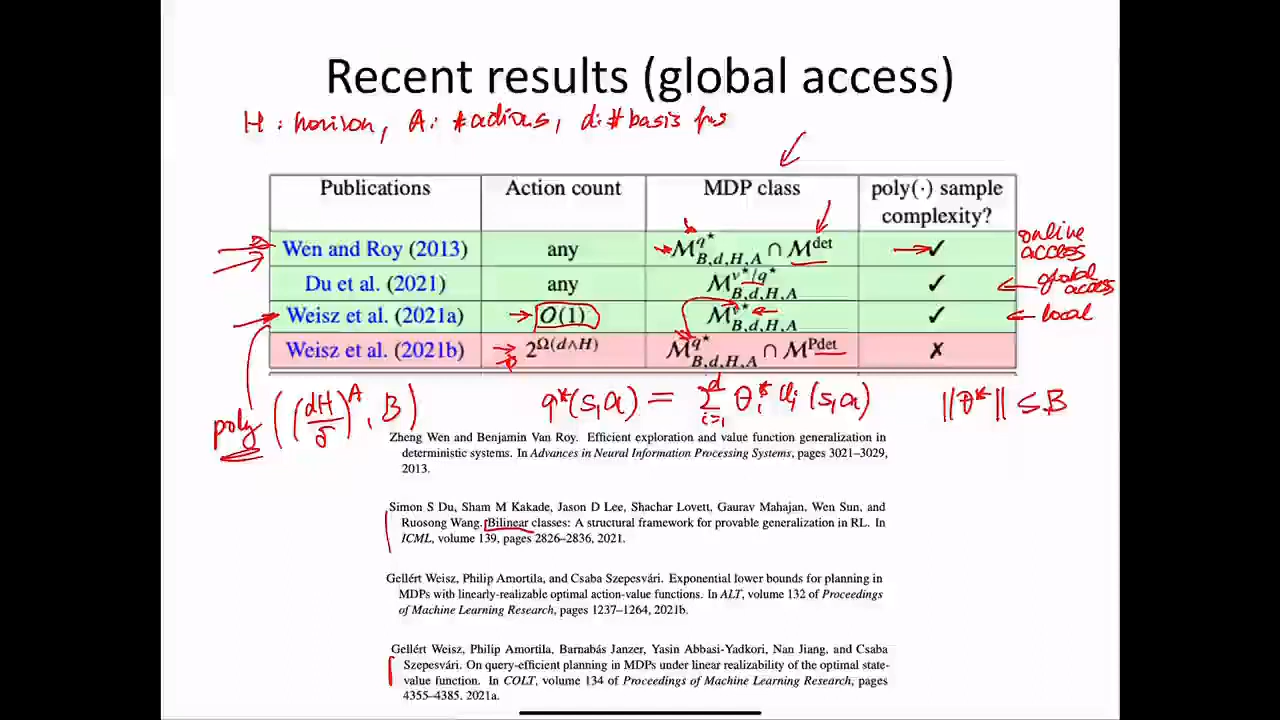 Recent results (global access)
H: horizon, A: #actions, d: #basis fns
Publications Action count MDP class poly(·) sample complexity?
Wen and Roy (2013) any M^{q*}_{B,d,H,A} ∩ M^{det} ✓ online access
Du et al. (2021) any M^{v*/q*}_{B,d,H,A} ✓ global access
Weisz et al. (2021a) O(1) M^{v*}_{B,d,H,A} ✓ local
Weisz et al. (2021b) 2^{Ω(d∧H)} M^{q*}_{B,d,H,A} ∩ M^{Pdet} ✗
poly((dH/δ)^A, B) q*(s,a) = Σ_{i=1}^d θ_i* φ_i(s,a) ||θ*|| ≤ B
Zheng Wen and Benjamin Van Roy. Efficient exploration and value function generalization in
deterministic systems. In Advances in Neural Information Processing Systems, pages 3021–3029,
2013.
Simon S Du, Sham M Kakade, Jason D Lee, Shachar Lovett, Gaurav Mahajan, Wen Sun, and
Ruosong Wang. Bilinear classes: A structural framework for provable generalization in RL. In
ICML, volume 139, pages 2826–2836, 2021.
Gellért Weisz, Philip Amortila, and Csaba Szepesvári. Exponential lower bounds for planning in
MDPs with linearly-realizable optimal action-value functions. In ALT, volume 132 of Proceedings
of Machine Learning Research, pages 1237–1264, 2021b.
Gellért Weisz, Philip Amortila, Barnabás Janzer, Yasin Abbasi-Yadkori, Nan Jiang, and Csaba
Szepesvári. On query-efficient planning in MDPs under linear realizability of the optimal state-
value function. In COLT, volume 134 of Proceedings of Machine Learning Research, pages
4355–4385. 2021a.